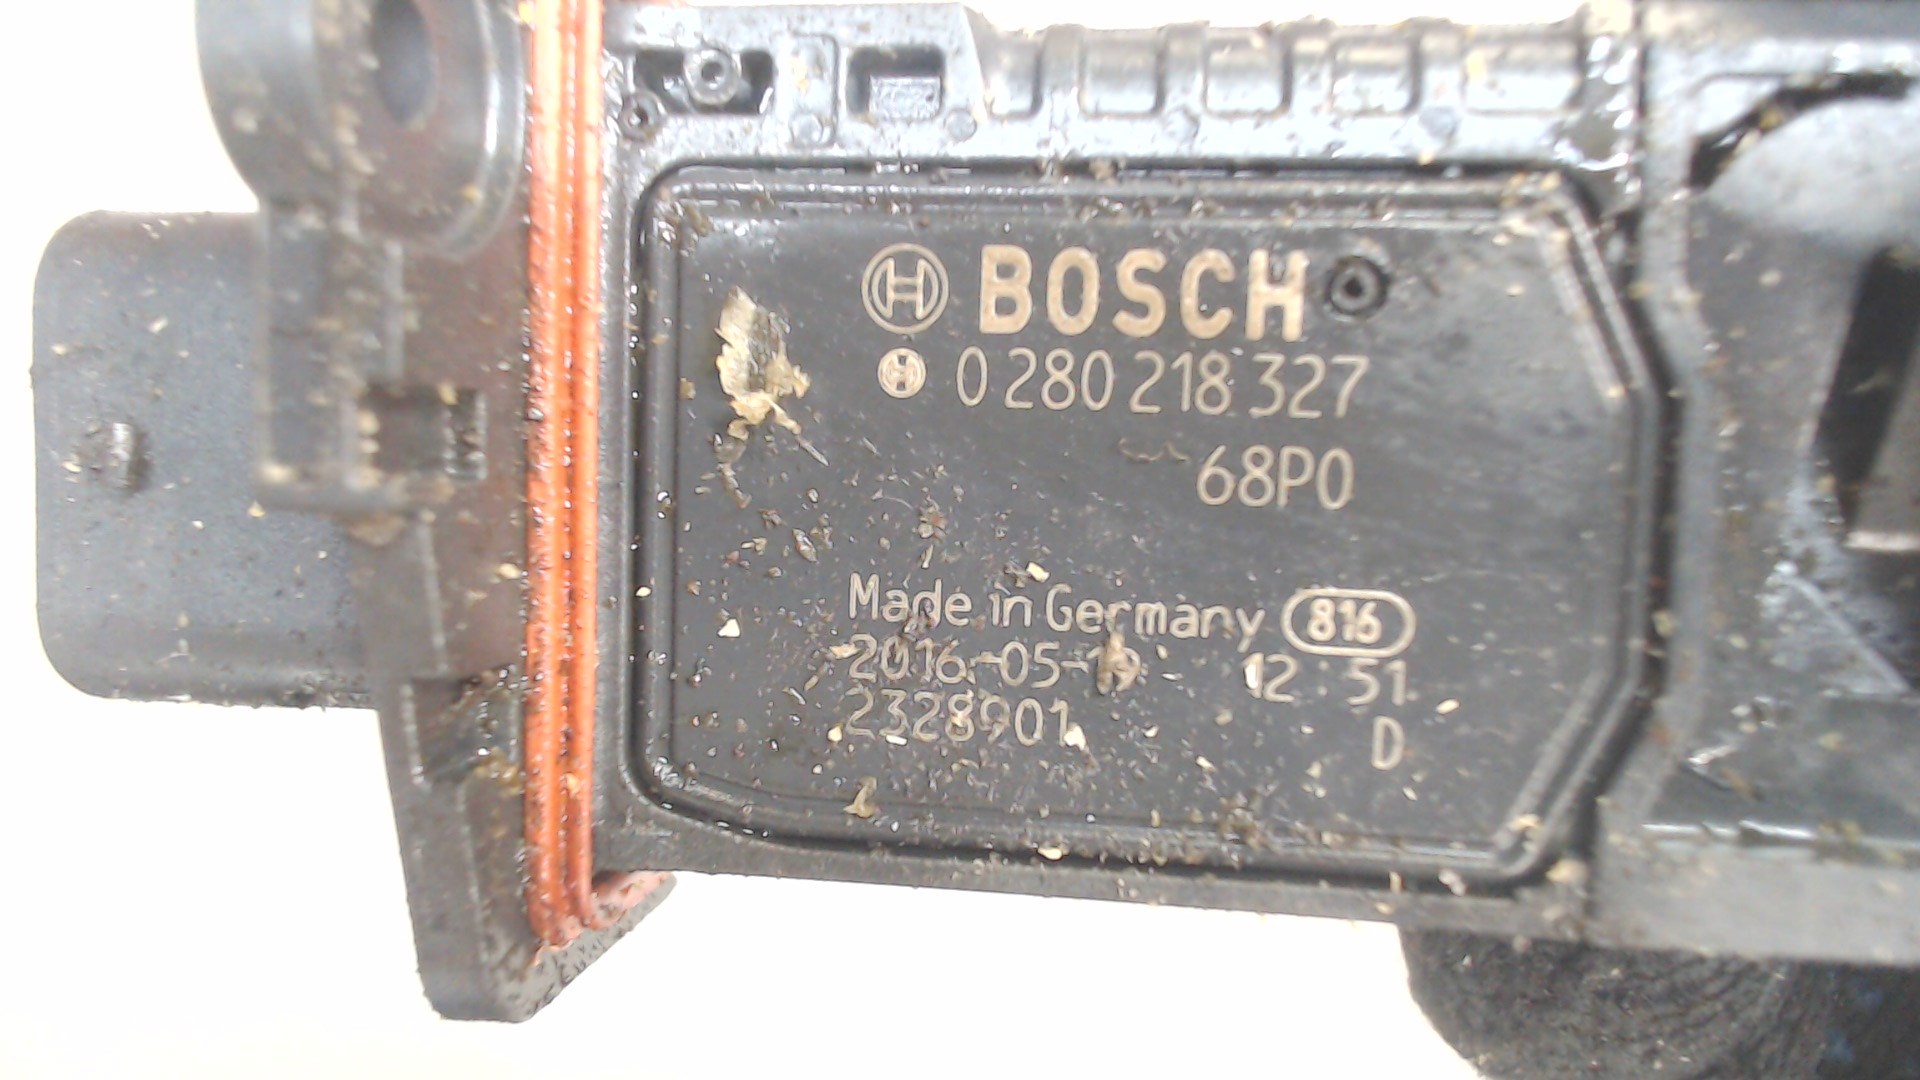 BOSCH
0 280 218 327
68P0
Made in Germany 816
2016-05-19 12:51
2328901
D